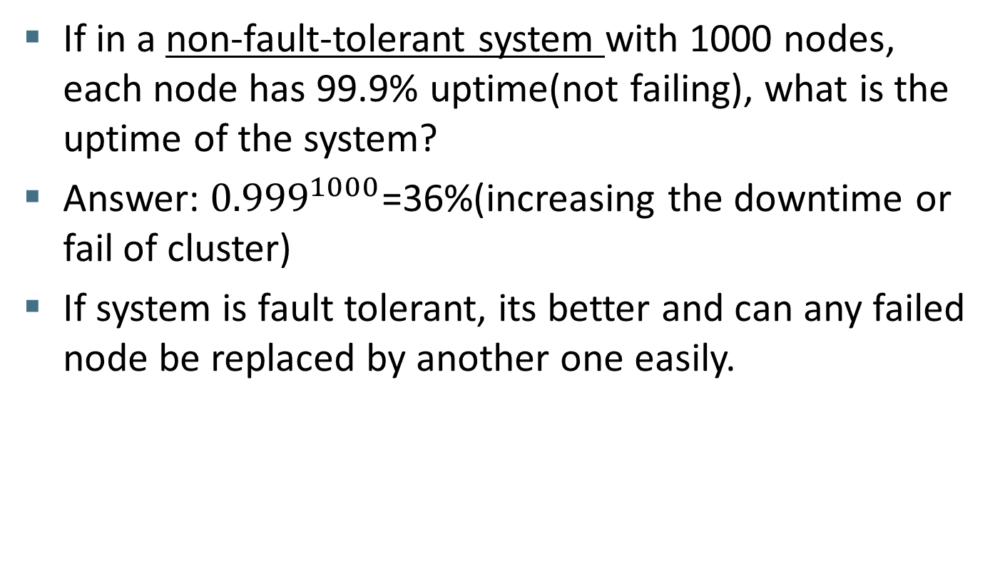 ▪ If in a non-fault-tolerant system with 1000 nodes,
each node has 99.9% uptime(not failing), what is the
uptime of the system?
▪ Answer: 0.999¹⁰⁰⁰=36%(increasing the downtime or
fail of cluster)
▪ If system is fault tolerant, its better and can any failed
node be replaced by another one easily.